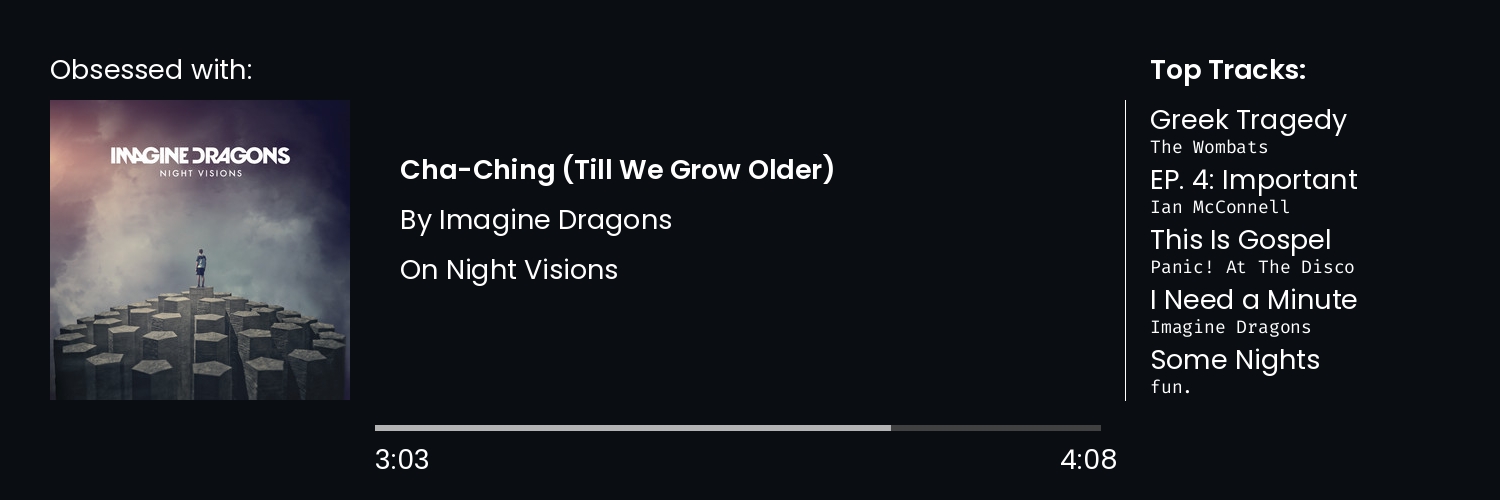 Obsessed with:
IMAGINE DRAGONS
NIGHT VISIONS
Cha-Ching (Till We Grow Older)
By Imagine Dragons
On Night Visions
3:03
4:08
Top Tracks:
Greek Tragedy
The Wombats
EP. 4: Important
Ian McConnell
This Is Gospel
Panic! At The Disco
I Need a Minute
Imagine Dragons
Some Nights
fun.